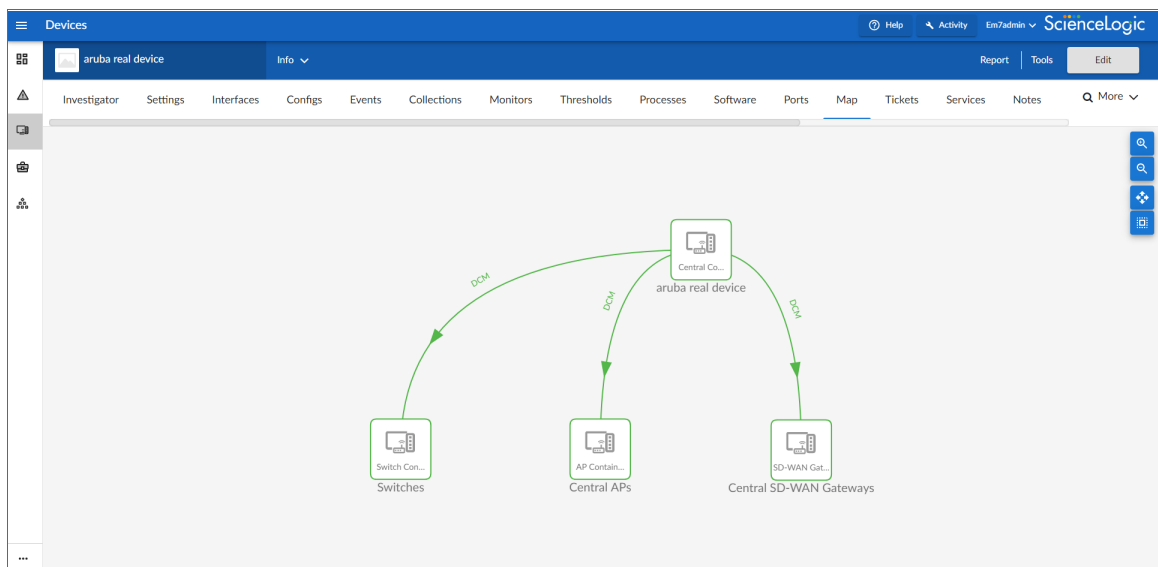 Devices
Help
Activity
Em7admin
ScienceLogic
aruba real device
Info
Report
Tools
Edit
Investigator
Settings
Interfaces
Configs
Events
Collections
Monitors
Thresholds
Processes
Software
Ports
Map
Tickets
Services
Notes
More
Central Co...
aruba real device
DCM
DCM
DCM
Switch Con...
Switches
AP Contain...
Central APs
SD-WAN Gat...
Central SD-WAN Gateways